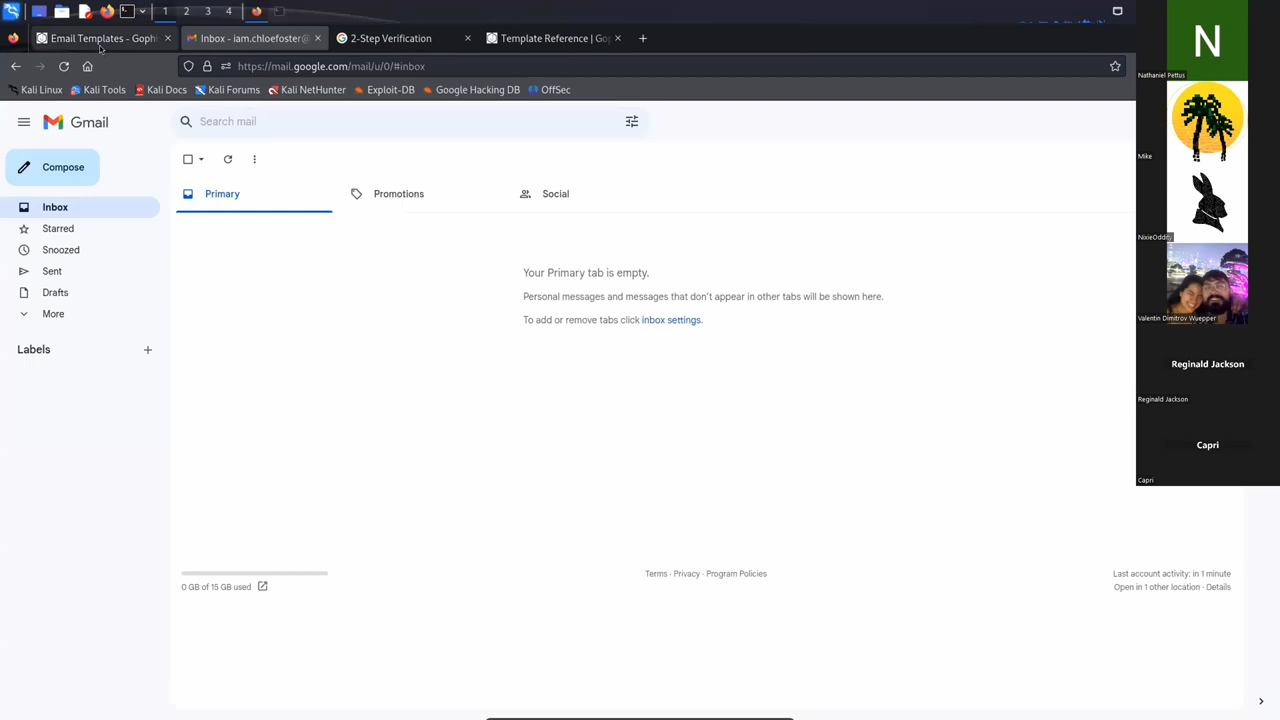 1 2 3 4
Email Templates - Goph
Inbox - iam.chloefoster@
2-Step Verification
Template Reference | Gop
https://mail.google.com/mail/u/0/#inbox
Kali Linux
Kali Tools
Kali Docs
Kali Forums
Kali NetHunter
Exploit-DB
Google Hacking DB
OffSec
Gmail
Search mail
Compose
Primary
Promotions
Social
Inbox
Starred
Snoozed
Sent
Drafts
More
Labels
Your Primary tab is empty.
Personal messages and messages that don't appear in other tabs will be shown here.
To add or remove tabs click inbox settings.
0 GB of 15 GB used
Terms · Privacy · Program Policies
Last account activity: in 1 minute
Open in 1 other location · Details
N
Nathaniel Pettus
Mike
NixieOddity
Valentin Dimitrov Wuepper
Reginald Jackson
Reginald Jackson
Capri
Capri